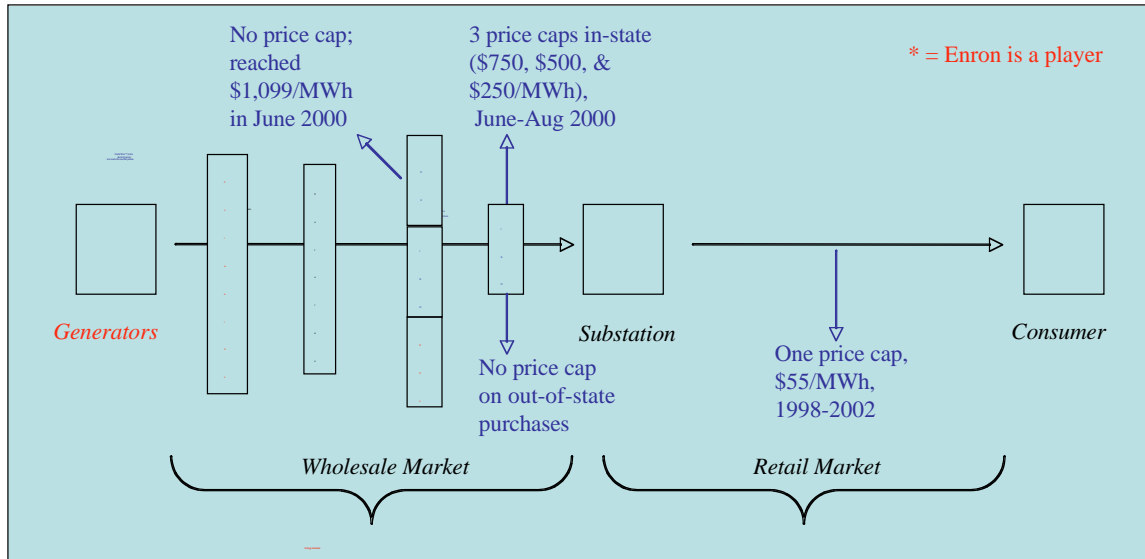 No price cap;
reached
$1,099/MWh
in June 2000
3 price caps in-state
($750, $500, &
$250/MWh),
June-Aug 2000
* = Enron is a player
Generators
Substation
Consumer
No price cap
on out-of-state
purchases
One price cap,
$55/MWh,
1998-2002
Wholesale Market
Retail Market